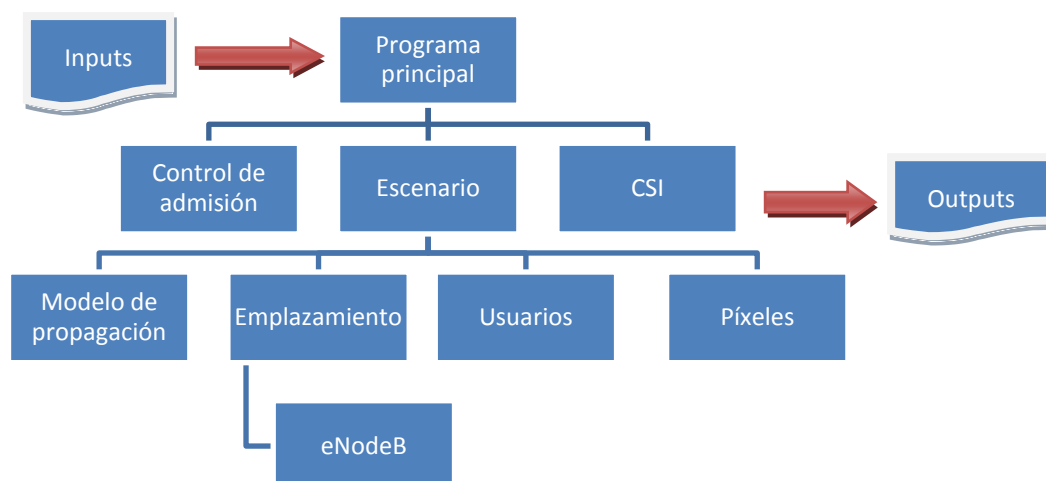 Inputs
Programa
principal
Control de
admisión
Escenario
CSI
Outputs
Modelo de
propagación
Emplazamiento
Usuarios
Píxeles
eNodeB